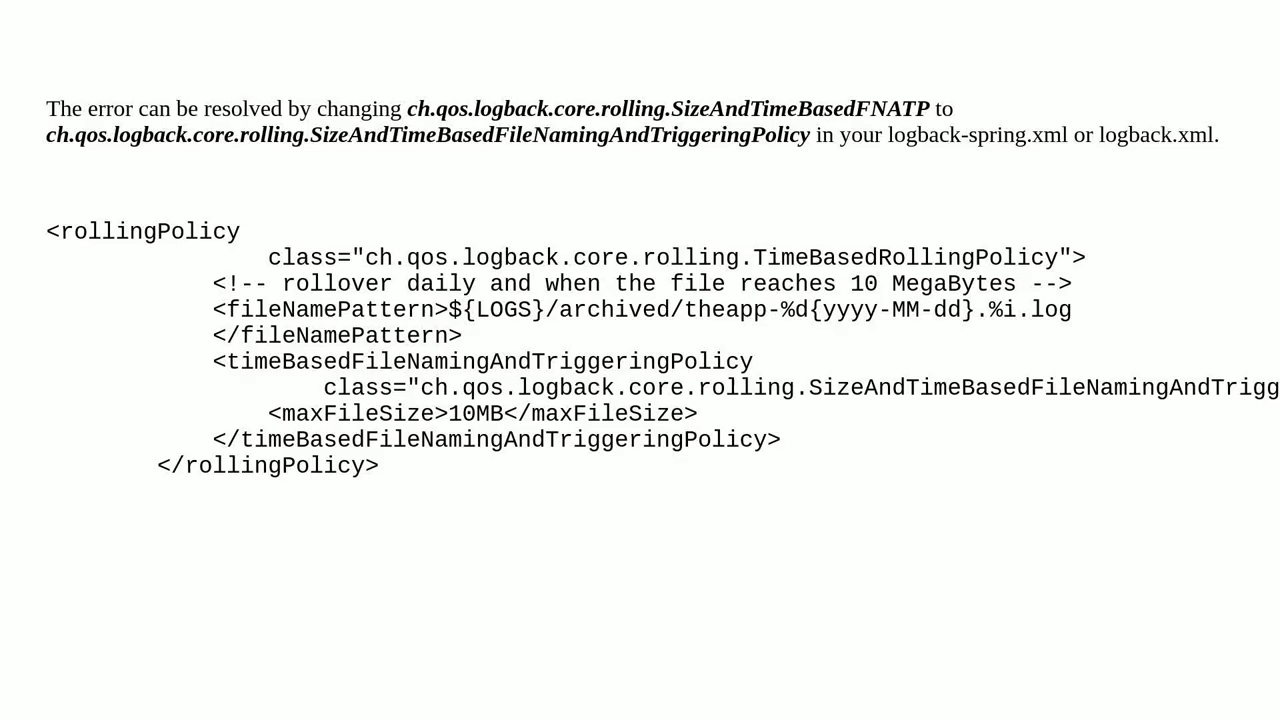 The error can be resolved by changing ch.qos.logback.core.rolling.SizeAndTimeBasedFNATP to
ch.qos.logback.core.rolling.SizeAndTimeBasedFileNamingAndTriggeringPolicy in your logback-spring.xml or logback.xml.
<rollingPolicy
class="ch.qos.logback.core.rolling.TimeBasedRollingPolicy">
<!-- rollover daily and when the file reaches 10 MegaBytes -->
<fileNamePattern>${LOGS}/archived/theapp-%d{yyyy-MM-dd}.%i.log
</fileNamePattern>
<timeBasedFileNamingAndTriggeringPolicy
class="ch.qos.logback.core.rolling.SizeAndTimeBasedFileNamingAndTrigg
<maxFileSize>10MB</maxFileSize>
</timeBasedFileNamingAndTriggeringPolicy>
</rollingPolicy>